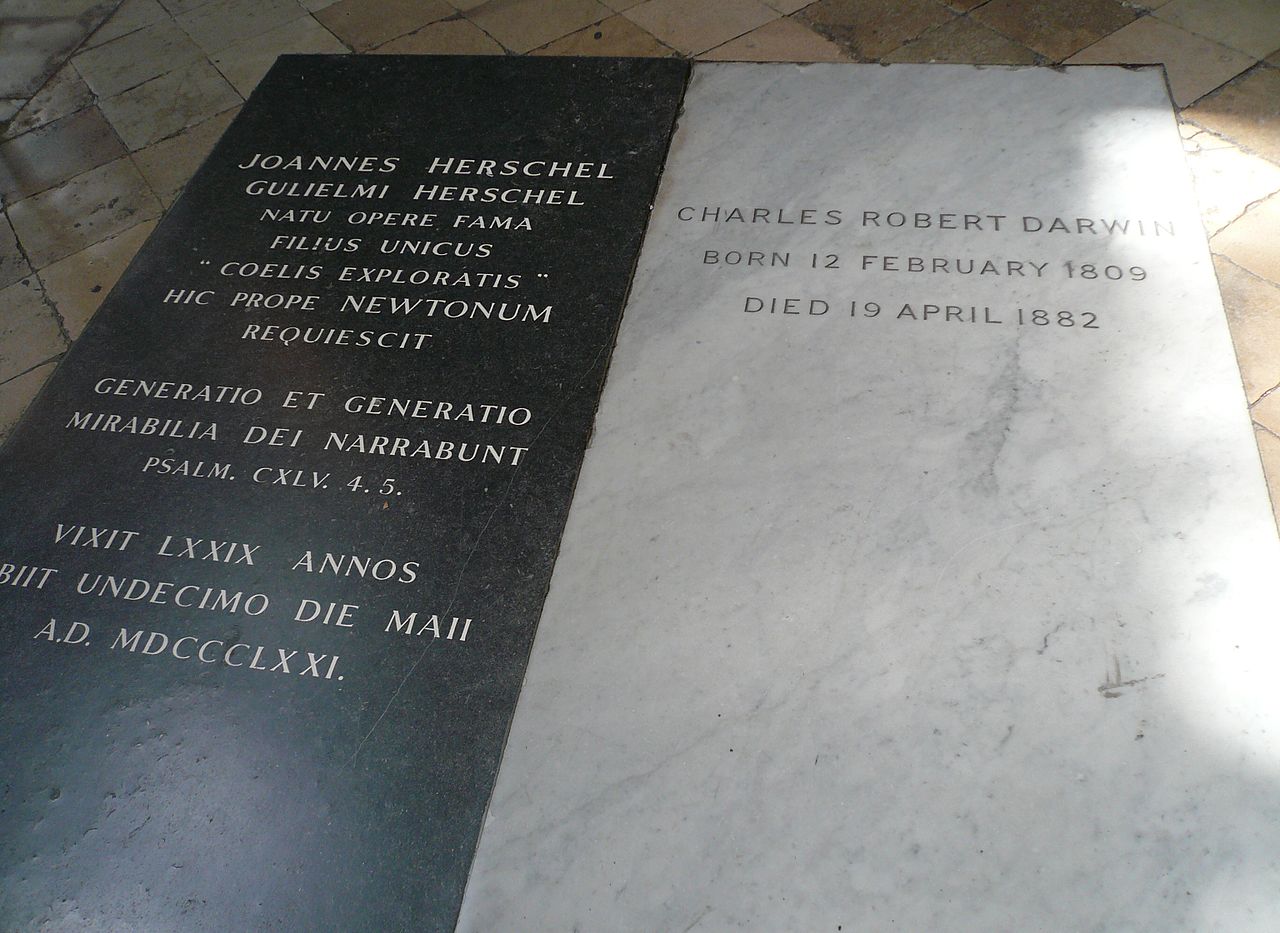 JOANNES HERSCHEL
GULIELMI HERSCHEL
NATU OPERE FAMA
FILIUS UNICUS
"COELIS EXPLORATIS"
HIC PROPE NEWTONUM
REQUIESCIT
GENERATIO ET GENERATIO
MIRABILIA DEI NARRABUNT
PSALM. CXLV. 4. 5.
VIXIT LXXIX ANNOS
BIIT UNDECIMO DIE MAII
A.D. MDCCCLXXI.
CHARLES ROBERT DARWIN
BORN 12 FEBRUARY 1809
DIED 19 APRIL 1882